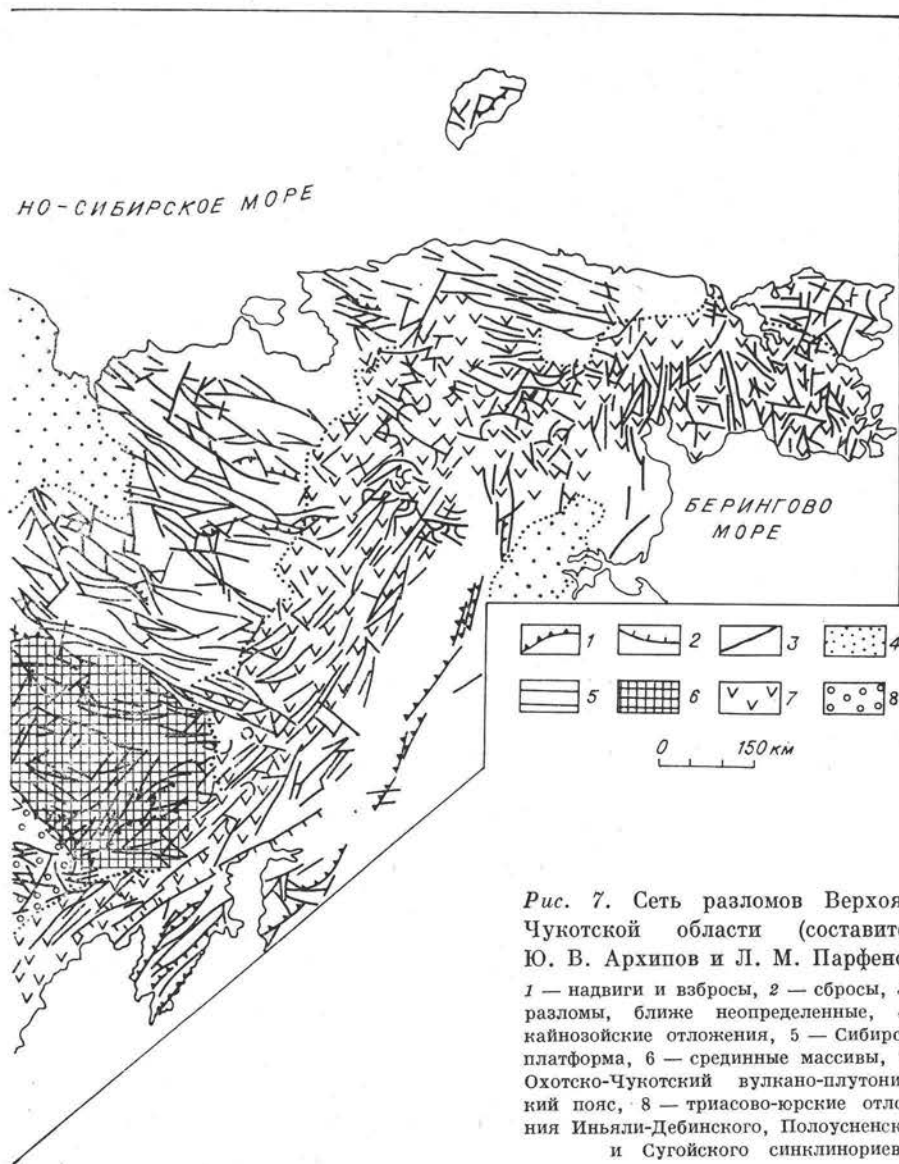 НО-СИБИРСКОЕ МОРЕ
БЕРИНГОВО
МОРЕ
1 2 3 4
5 6 7 8
0 150 км
Рис. 7. Сеть разломов Верхоя
Чукотской области (составит
Ю. В. Архипов и Л. М. Парфено
1 — надвиги и взбросы, 2 — сбросы,
разломы, ближе неопределенные,
кайнозойские отложения, 5 — Сибирс
платформа, 6 — срединные массивы,
Охотско-Чукотский вулкано-плутони
кий пояс, 8 — триасово-юрские отло
ния Иньяли-Дебинского, Полоусненск
и Сугойского синклинориев